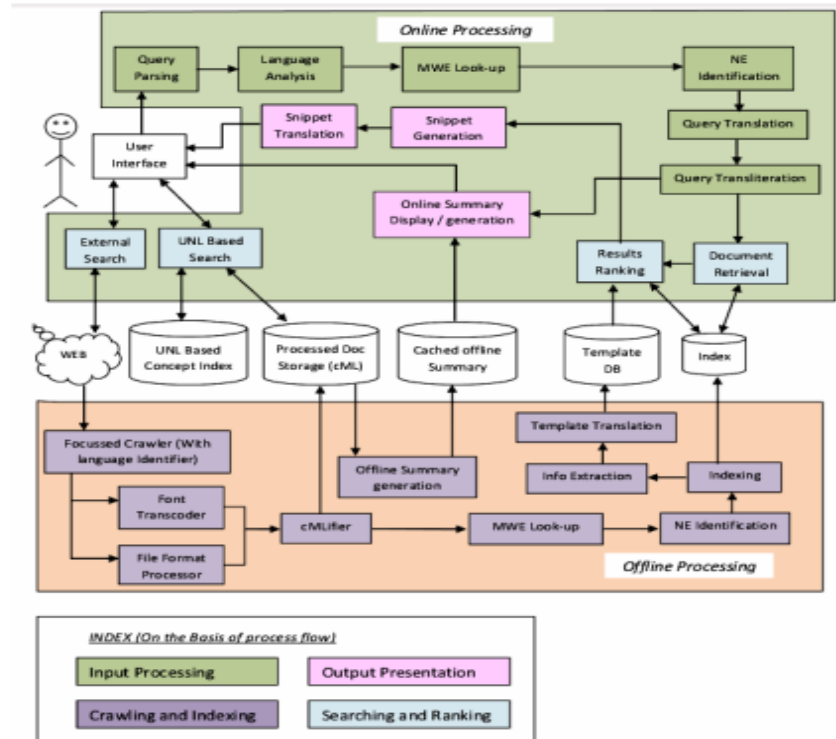 Online Processing
Query
Parsing
Language
Analysis
MWE Look-up
NE
Identification
Snippet
Translation
Snippet
Generation
Query Translation
User
Interface
Query Transliteration
Online Summary
Display / generation
External
Search
UNL Based
Search
Results
Ranking
Document
Retrieval
WEB
UNL Based
Concept Index
Processed Doc
Storage (cML)
Cached offline
Summary
Template
DB
Index
Focussed Crawler (With
language Identifier)
Template Translation
Offline Summary
generation
Info Extraction
Indexing
Font
Transcoder
cMLifier
MWE Look-up
NE Identification
File Format
Processor
Offline Processing
INDEX (On the Basis of process flow)
Input Processing
Output Presentation
Crawling and Indexing
Searching and Ranking